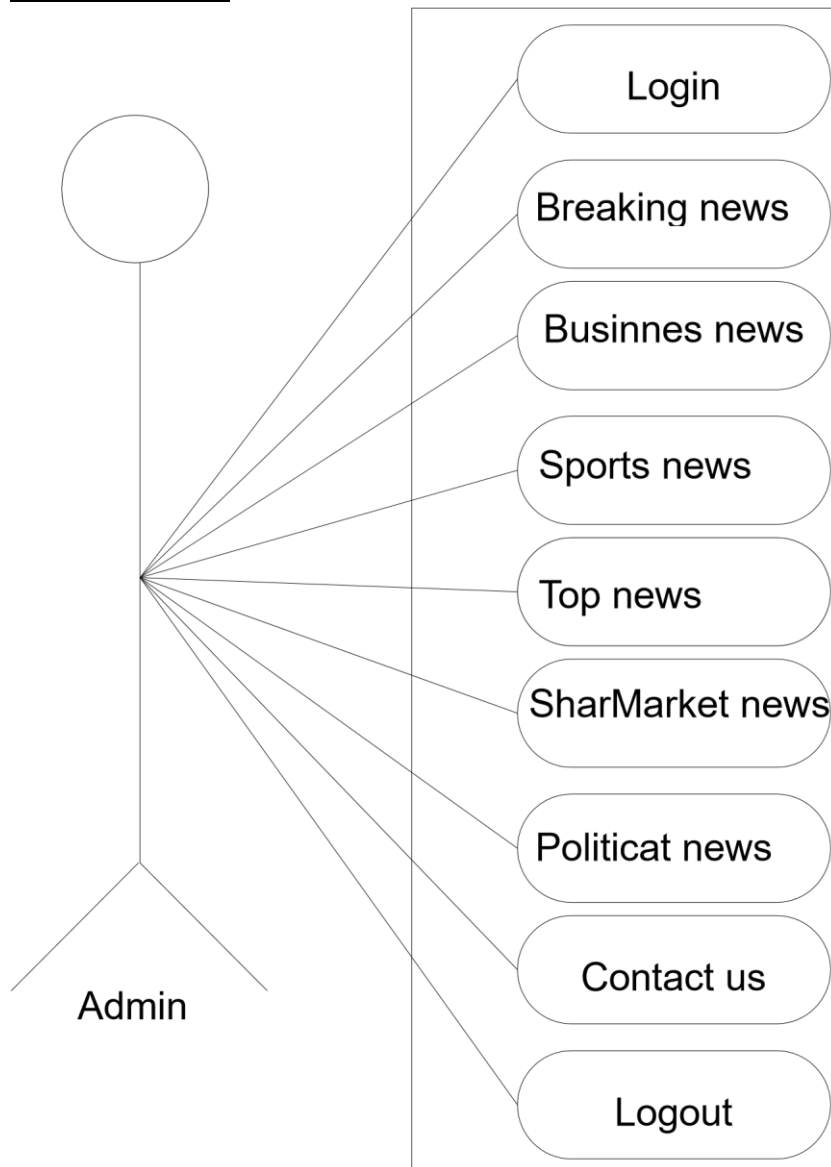 Login
Breaking news
Businnes news
Sports news
Top news
SharMarket news
Politicat news
Contact us
Admin
Logout